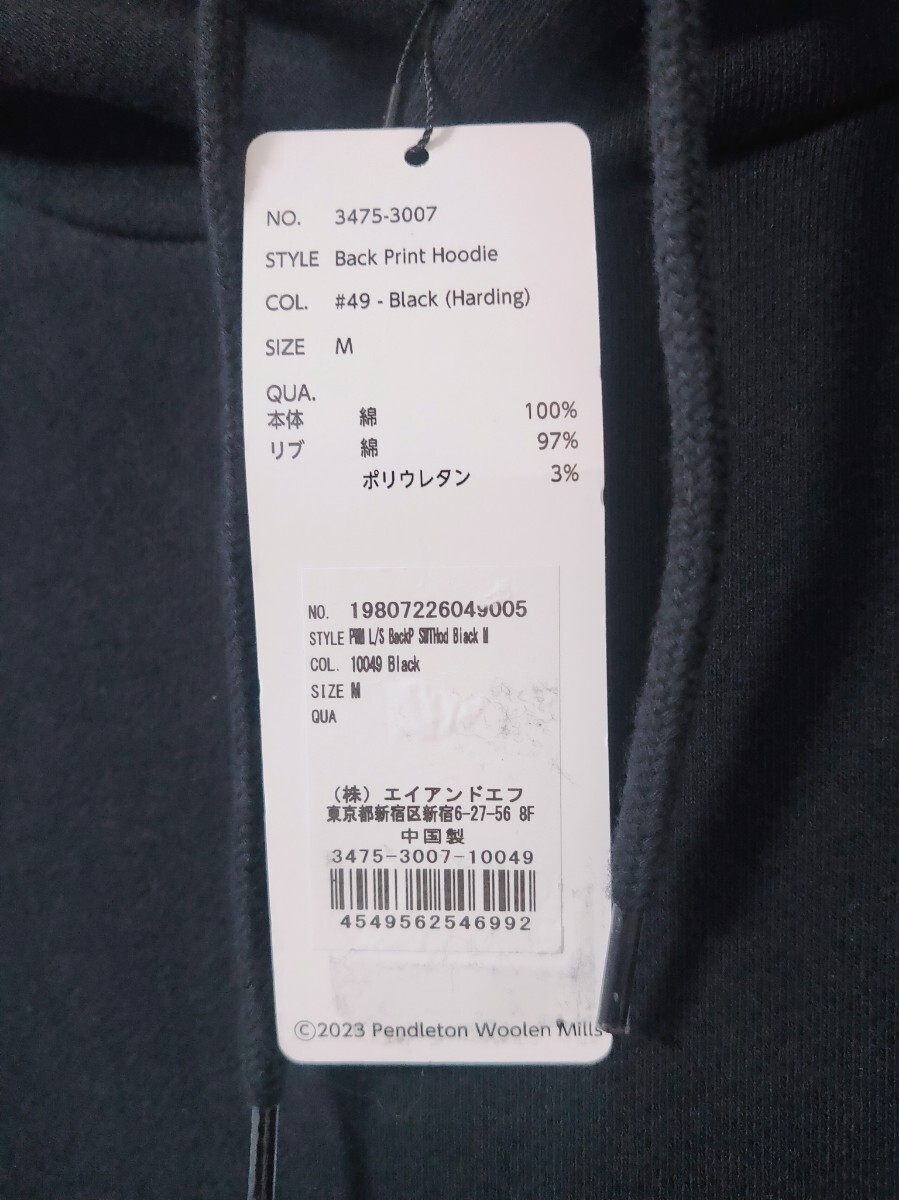 NO. 3475-3007
STYLE Back Print Hoodie
COL. #49 - Black (Harding)
SIZE M
QUA.
本体 綿 100%
リブ 綿 97%
ポリウレタン 3%
NO. 19807226049005
STYLE PWM L/S BackP SWTHod Black M
COL. 10049 Black
SIZE M
QUA
(株) エイアンドエフ
東京都新宿区新宿6-27-56 8F
中国製
3475-3007-10049
4549562546992
©2023 Pendleton Woolen Mills